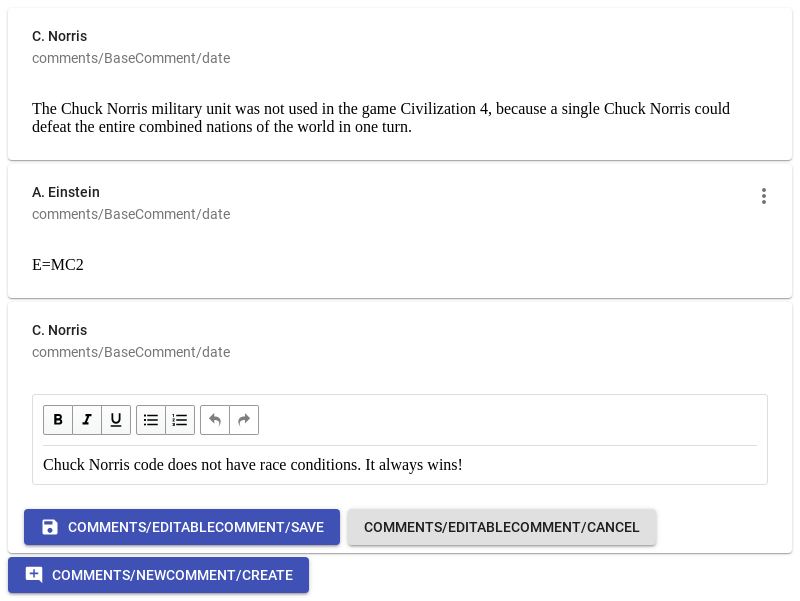 C. Norris
comments/BaseComment/date
The Chuck Norris military unit was not used in the game Civilization 4, because a single Chuck Norris could
defeat the entire combined nations of the world in one turn.
A. Einstein
comments/BaseComment/date
E=MC2
C. Norris
comments/BaseComment/date
B I U
Chuck Norris code does not have race conditions. It always wins!
COMMENTS/EDITABLECOMMENT/SAVE COMMENTS/EDITABLECOMMENT/CANCEL
COMMENTS/NEWCOMMENT/CREATE